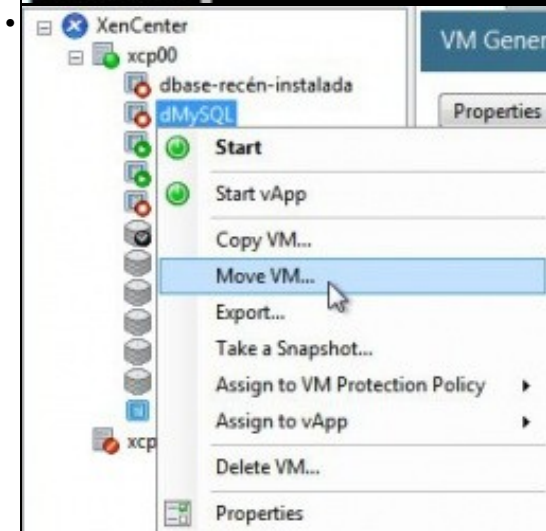 XenCenter
xcp00
dbase-recén-instalada
dMySQL
Start
Start vApp
Copy VM...
Move VM...
Export...
Take a Snapshot...
Assign to VM Protection Policy
Assign to vApp
Delete VM...
Properties
xcp
VM Gener
Properties